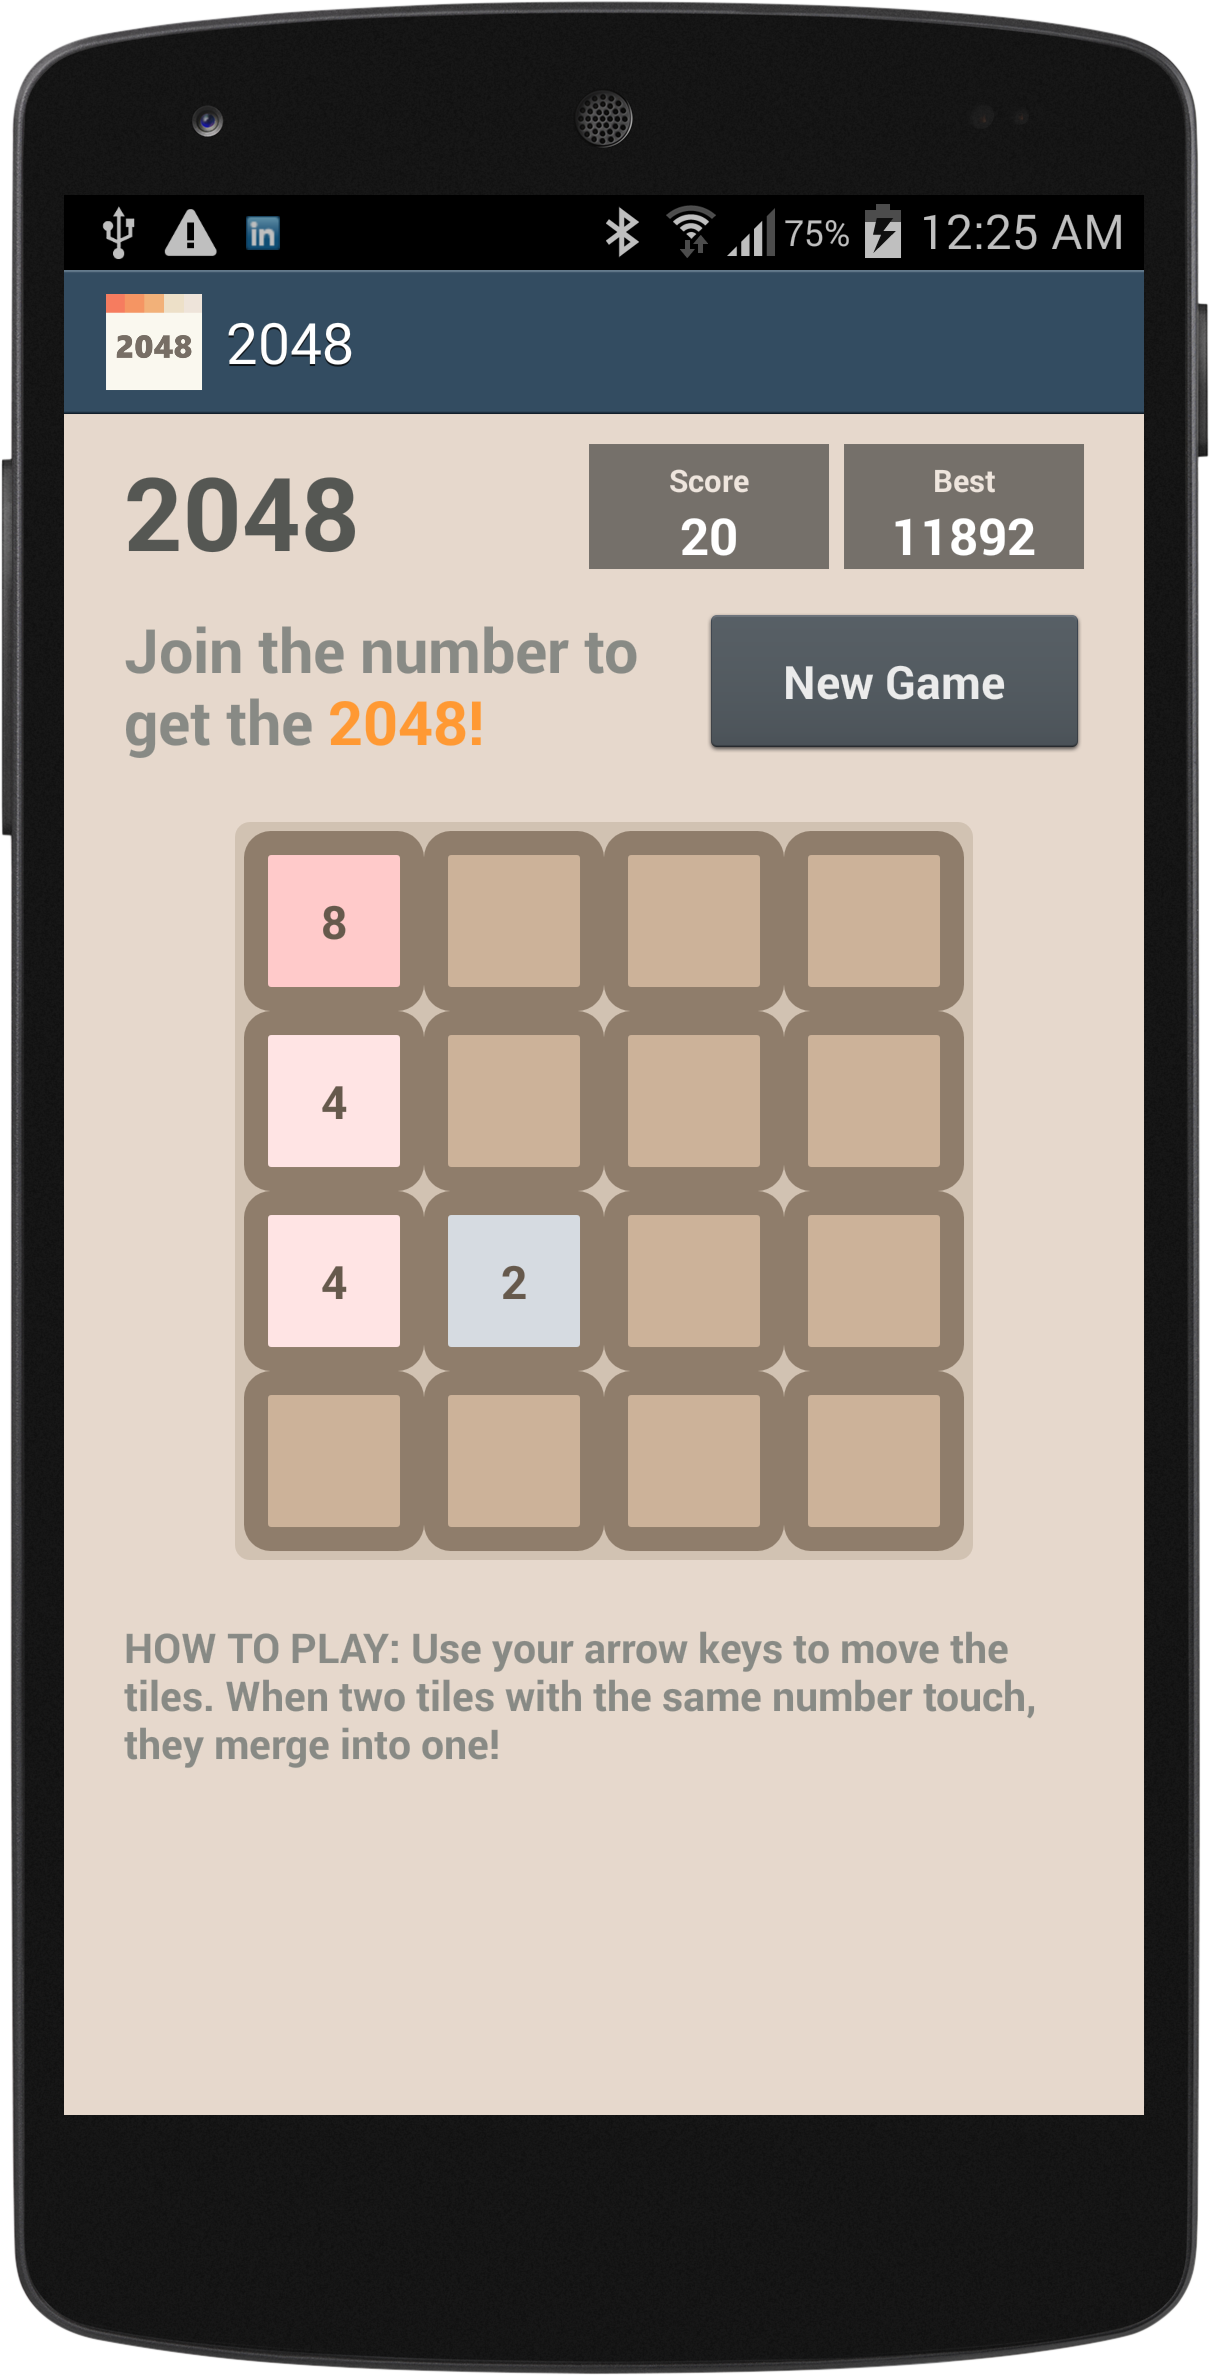 in
75%
12:25 AM
2048
2048
2048
Score
20
Best
11892
Join the number to
get the 2048!
New Game
8
4
4 2
HOW TO PLAY: Use your arrow keys to move the
tiles. When two tiles with the same number touch,
they merge into one!